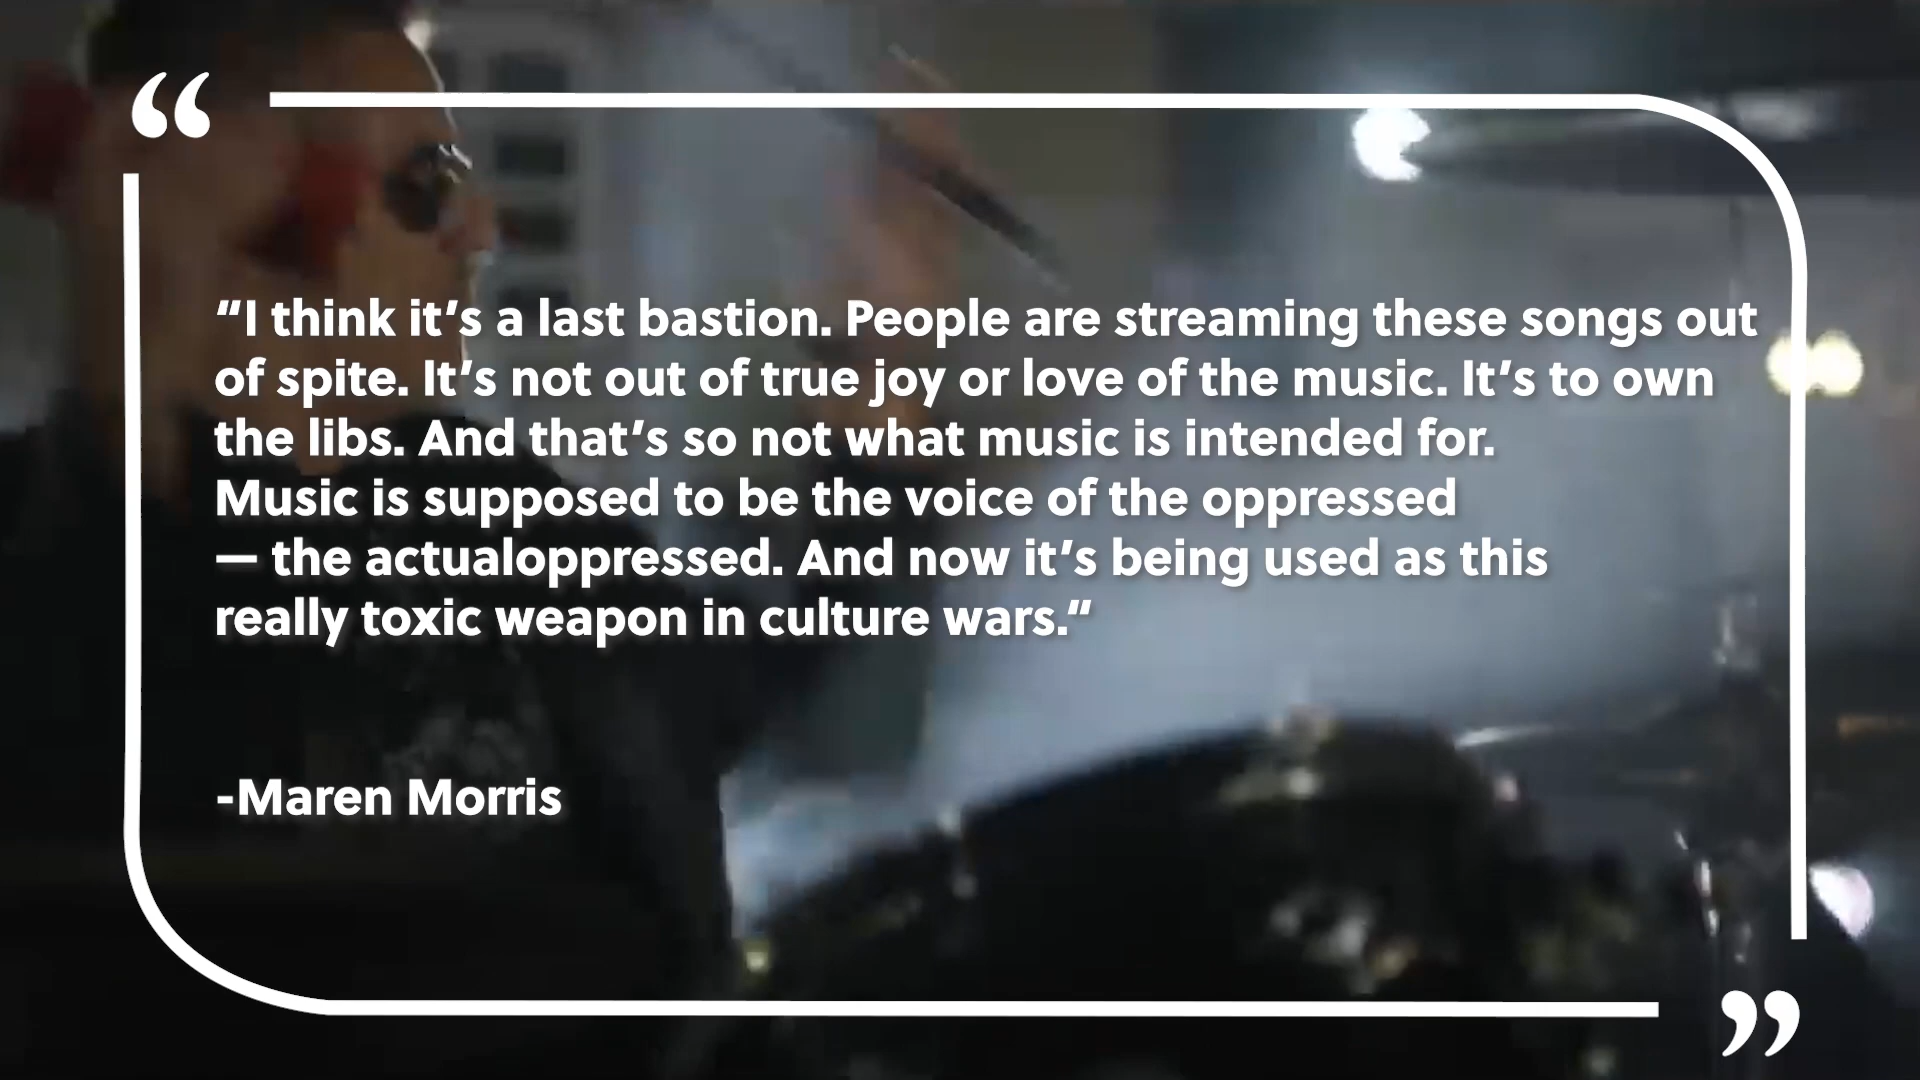 “I think it’s a last bastion. People are streaming these songs out
of spite. It’s not out of true joy or love of the music. It’s to own
the libs. And that’s so not what music is intended for.
Music is supposed to be the voice of the oppressed
— the actualoppressed. And now it’s being used as this
really toxic weapon in culture wars.“
-Maren Morris